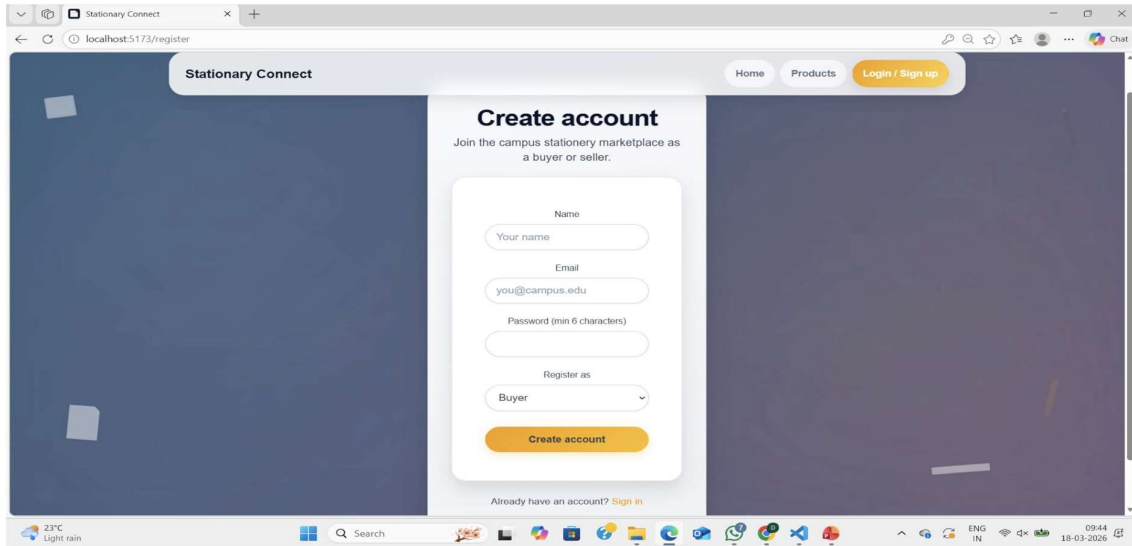 Stationary Connect
localhost:5173/register
Chat
Stationary Connect
Home
Products
Login / Sign up
Create account
Join the campus stationery marketplace as
a buyer or seller.
Name
Your name
Email
you@campus.edu
Password (min 6 characters)
Register as
Buyer
Create account
Already have an account? Sign in
23°C
Light rain
Search
ENG
IN
09:44
18-03-2026